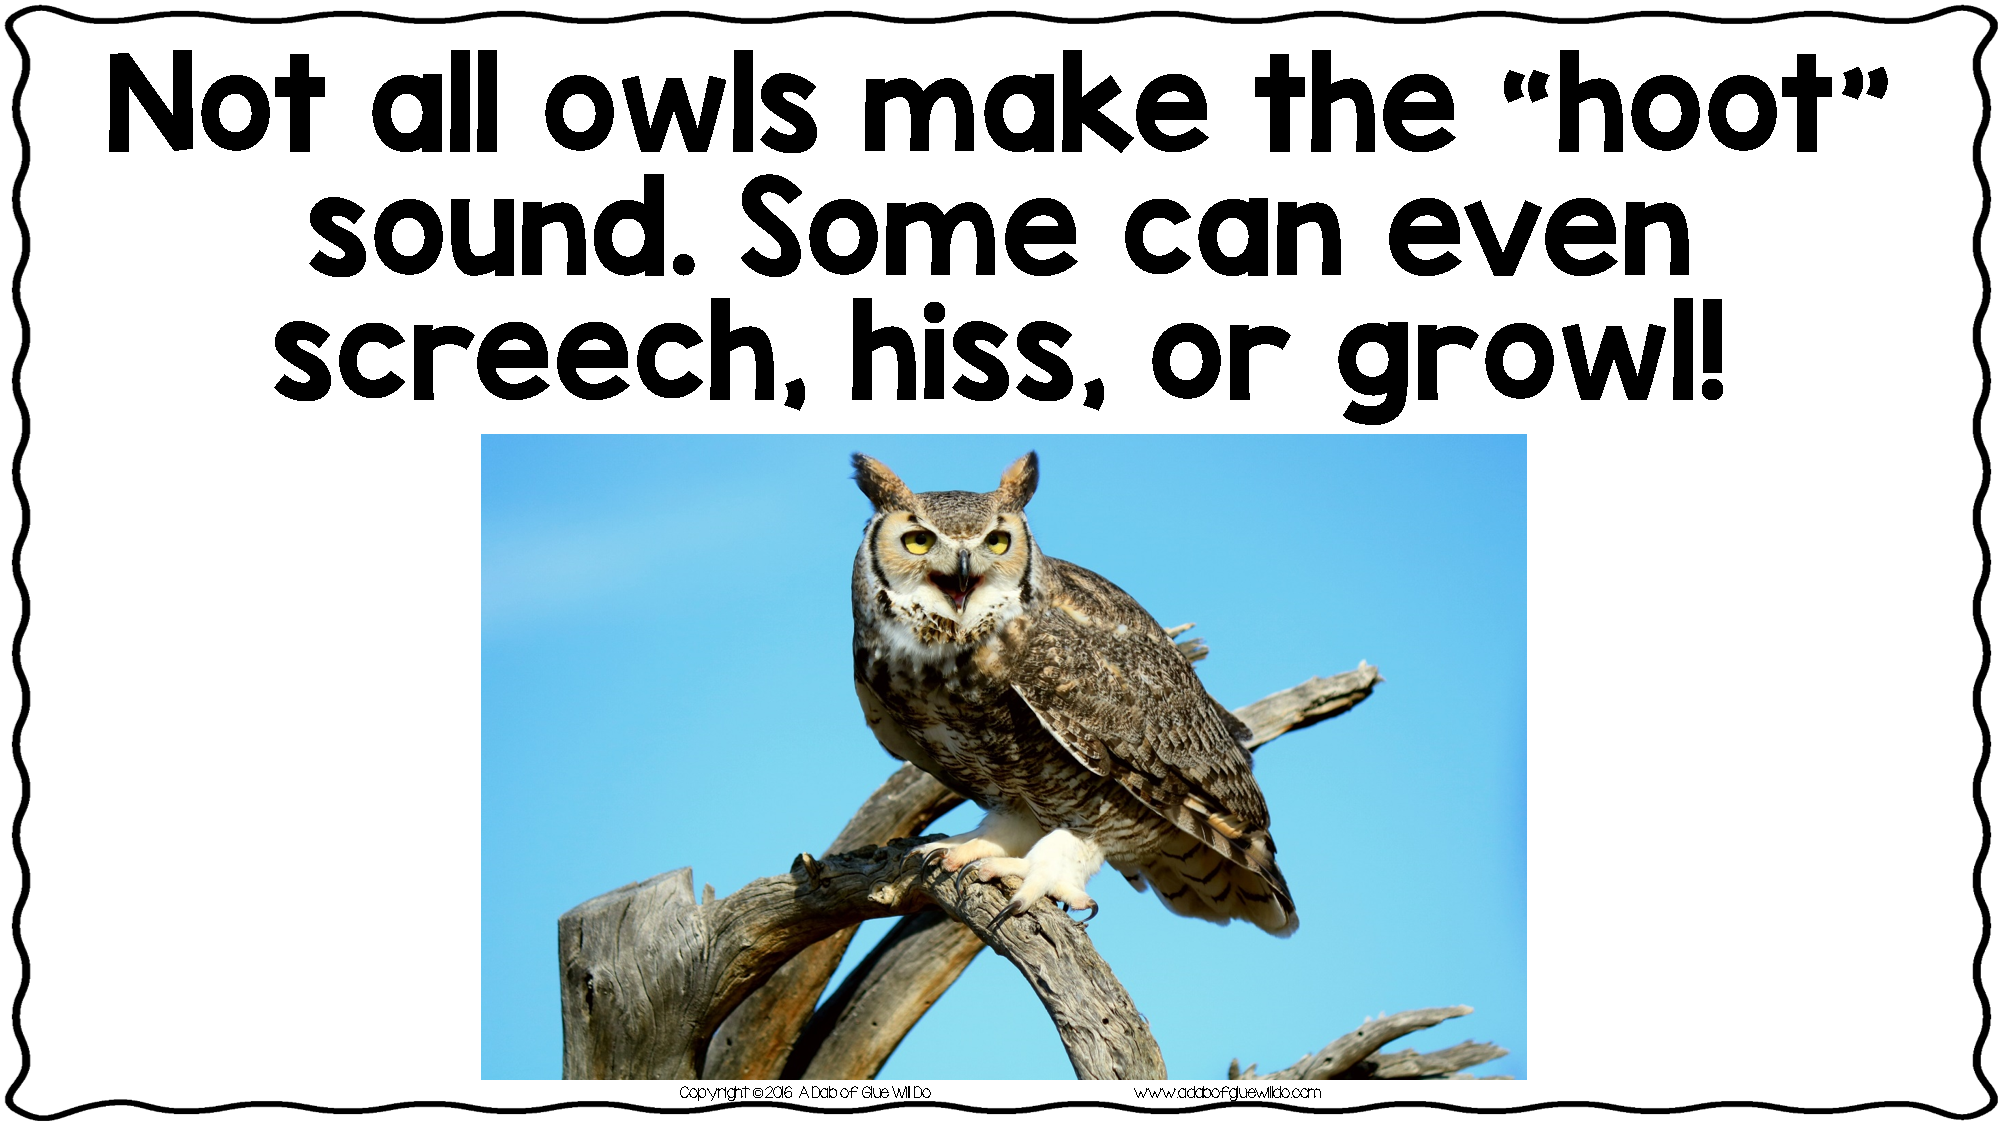 Not all owls make the “hoot”
sound. Some can even
screech, hiss, or growl!
Copyright ©2016 A Dab of Glue Will Do
www.adabofgluewilldo.com